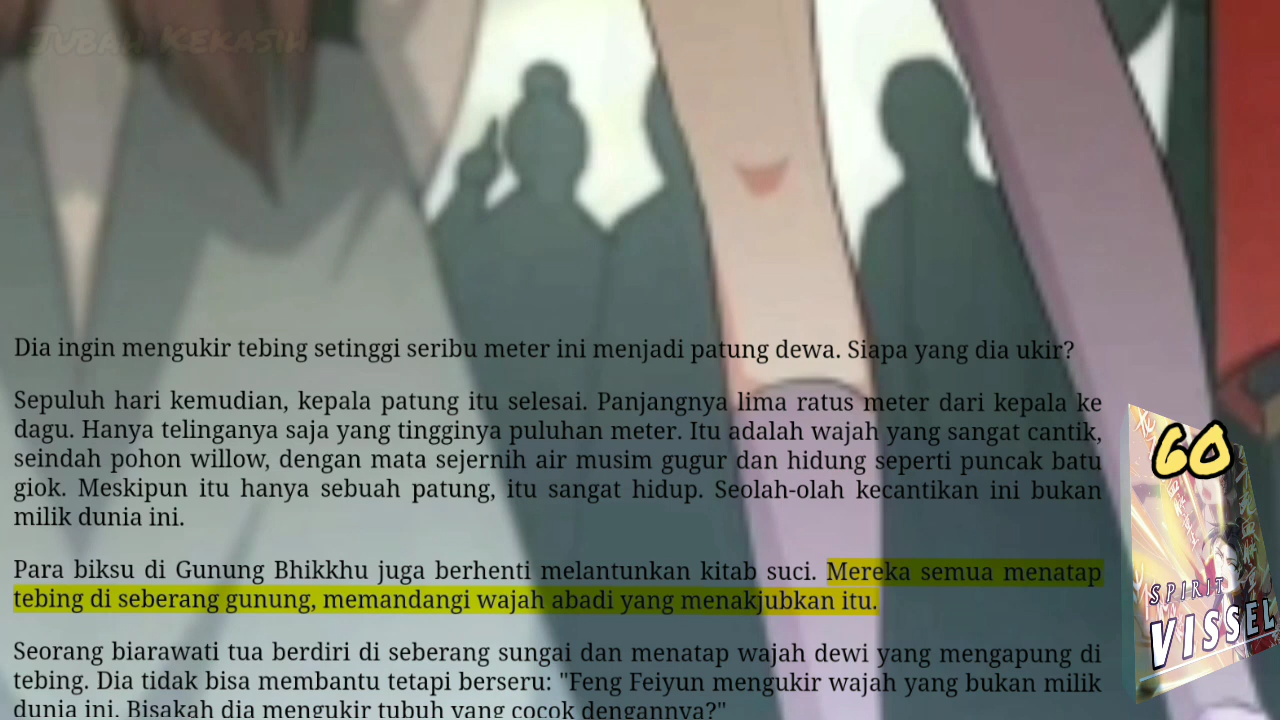 Jubah Kekasih
Dia ingin mengukir tebing setinggi seribu meter ini menjadi patung dewa. Siapa yang dia ukir?
Sepuluh hari kemudian, kepala patung itu selesai. Panjangnya lima ratus meter dari kepala ke
dagu. Hanya telinganya saja yang tingginya puluhan meter. Itu adalah wajah yang sangat cantik,
seindah pohon willow, dengan mata sejernih air musim gugur dan hidung seperti puncak batu
giok. Meskipun itu hanya sebuah patung, itu sangat hidup. Seolah-olah kecantikan ini bukan
milik dunia ini.
Para biksu di Gunung Bhikkhu juga berhenti melantunkan kitab suci. Mereka semua menatap
tebing di seberang gunung, memandangi wajah abadi yang menakjubkan itu.
Seorang biarawati tua berdiri di seberang sungai dan menatap wajah dewi yang mengapung di
tebing. Dia tidak bisa membantu tetapi berseru: "Feng Feiyun mengukir wajah yang bukan milik
dunia ini. Bisakah dia mengukir tubuh yang cocok dengannya?"
60
SPIRIT
VISSEL